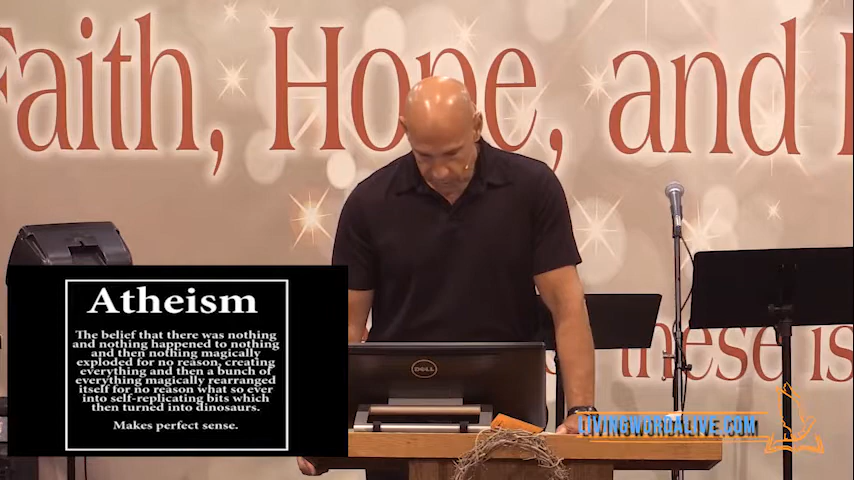 Faith, Hope, and
these is
Atheism
The belief that there was nothing
and nothing happened to nothing
and then nothing magically
exploded for no reason, creating
everything and then a bunch of
everything magically rearranged
itself for no reason what so ever
into self-replicating bits which
then turned into dinosaurs.
Makes perfect sense.
DELL
LIVINGWORDALIVE.COM